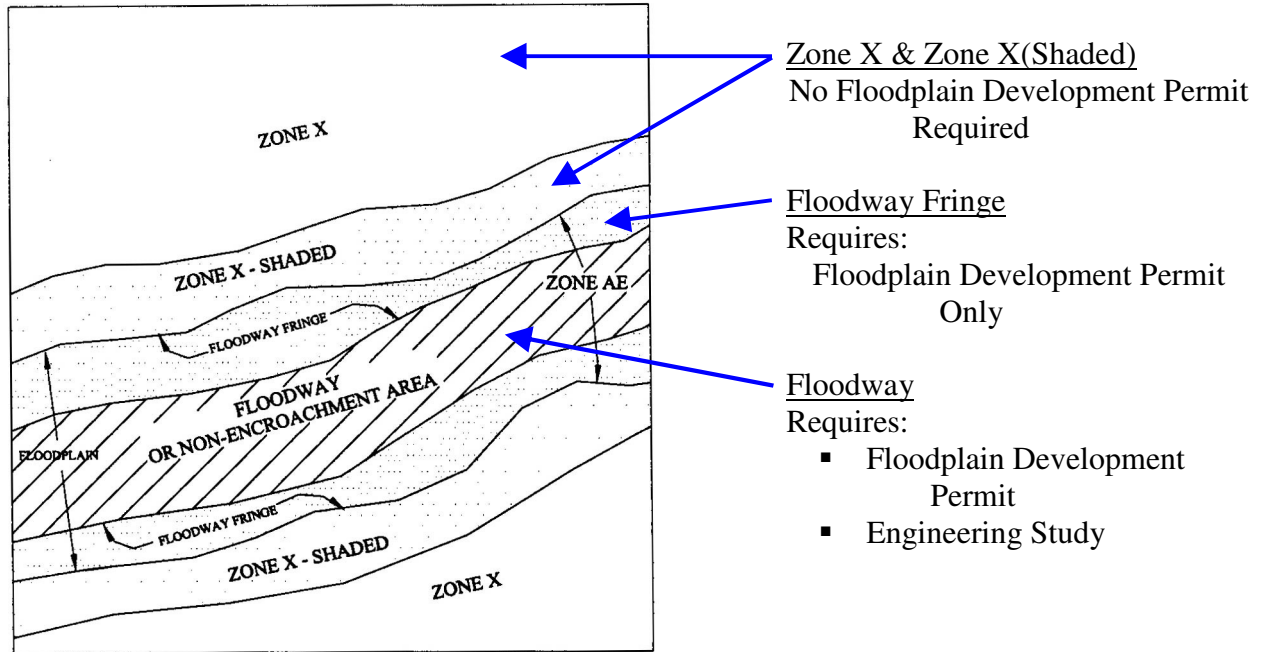 ZONE X
ZONE X - SHADED
FLOODWAY FRINGE
ZONE AE
FLOODWAY
OR NON-ENCROACHMENT AREA
FLOODPLAIN
FLOODWAY FRINGE
ZONE X - SHADED
ZONE X
Zone X & Zone X(Shaded)
No Floodplain Development Permit
Required
Floodway Fringe
Requires:
Floodplain Development Permit
Only
Floodway
Requires:
▪ Floodplain Development
Permit
▪ Engineering Study